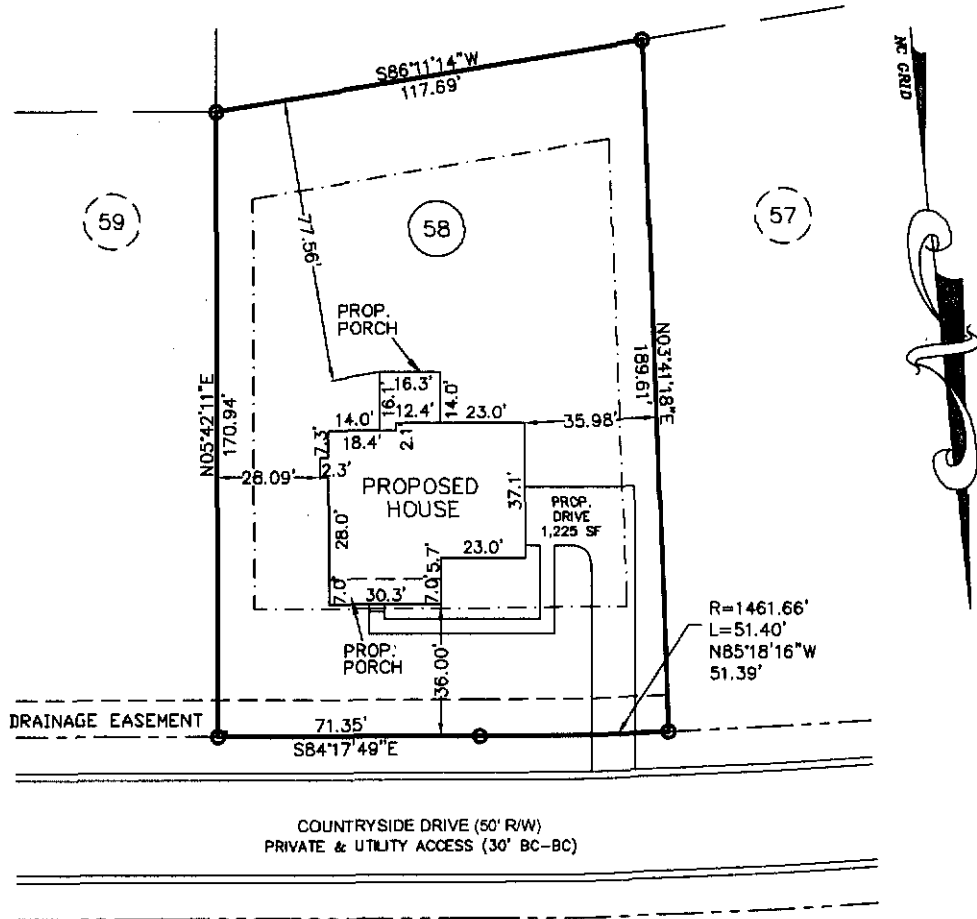 S86°11'14"W
117.69'
NC GRID
59
58
57
77.56'
PROP.
PORCH
16.3'
16.1'
14.0'
N03°41'18"E
189.61'
N05°42'11"E
170.94'
14.0'
12.4'
23.0'
35.98'
18.4'
2.1'
7.3'
2.3'
28.09'
PROPOSED
HOUSE
37.1'
PROP.
DRIVE
1,225 SF
28.0'
23.0'
5.7'
7.0'
30.3'
7.0'
PROP.
PORCH
36.00'
R=1461.66'
L=51.40'
N85°18'16"W
51.39'
DRAINAGE EASEMENT
71.35'
S84°17'49"E
COUNTRYSIDE DRIVE (50' R/W)
PRIVATE & UTILITY ACCESS (30' BC-BC)